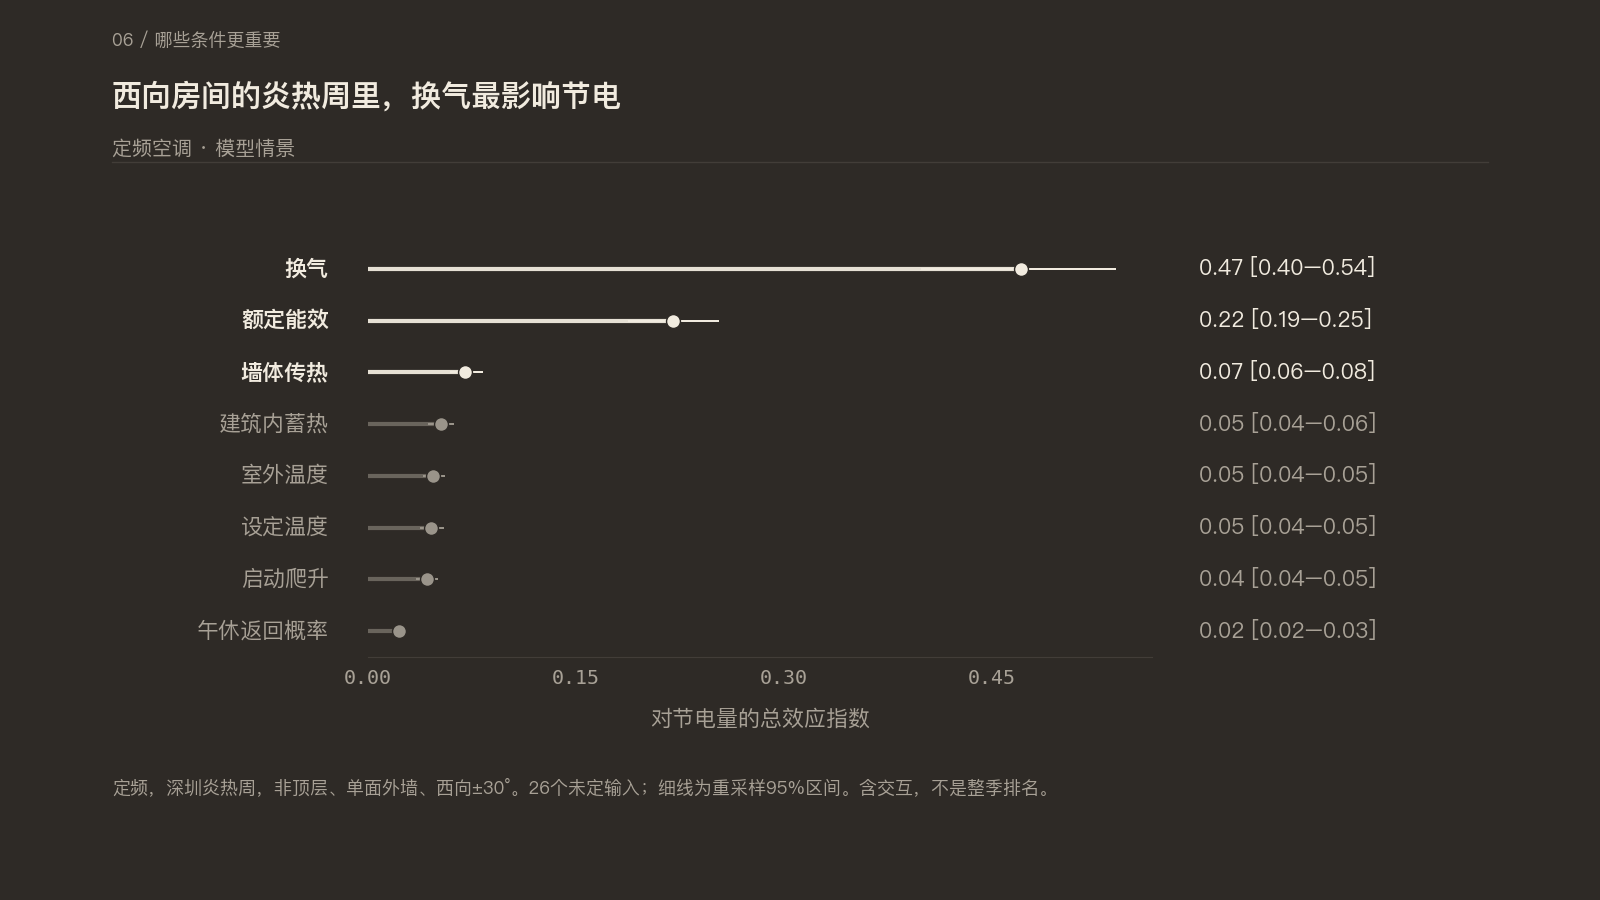 06 / 哪些条件更重要
西向房间的炎热周里，换气最影响节电
定频空调 · 模型情景
换气 0.47 [0.40—0.54]
额定能效 0.22 [0.19—0.25]
墙体传热 0.07 [0.06—0.08]
建筑内蓄热 0.05 [0.04—0.06]
室外温度 0.05 [0.04—0.05]
设定温度 0.05 [0.04—0.05]
启动爬升 0.04 [0.04—0.05]
午休返回概率 0.02 [0.02—0.03]
0.00 0.15 0.30 0.45
对节电量的总效应指数
定频，深圳炎热周，非顶层、单面外墙、西向±30°。26个未定输入；细线为重采样95%区间。含交互，不是整季排名。